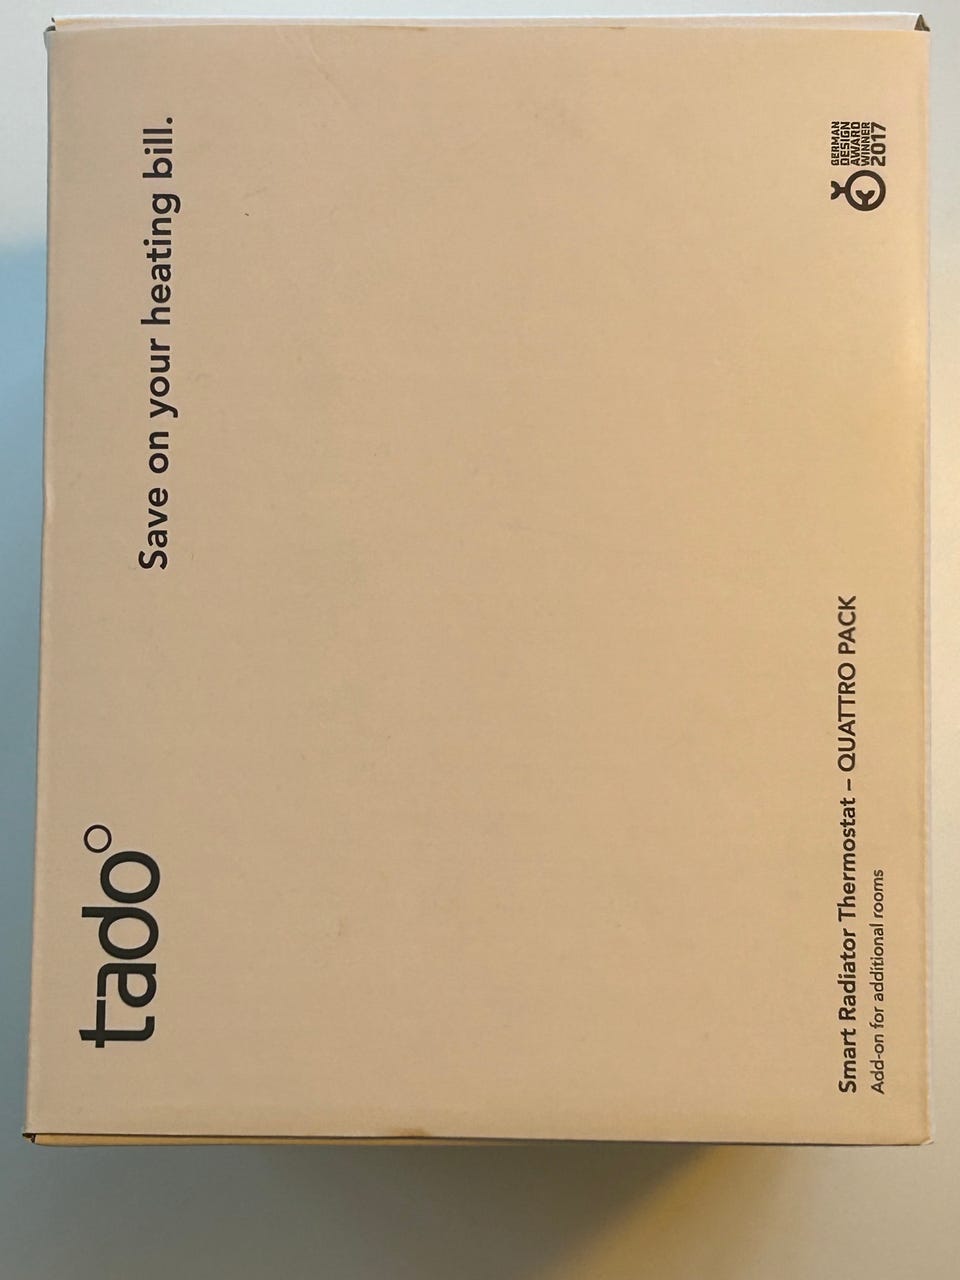 tado°
Save on your heating bill.
Smart Radiator Thermostat – QUATTRO PACK
Add-on for additional rooms
GERMAN
DESIGN
AWARD
WINNER
2017